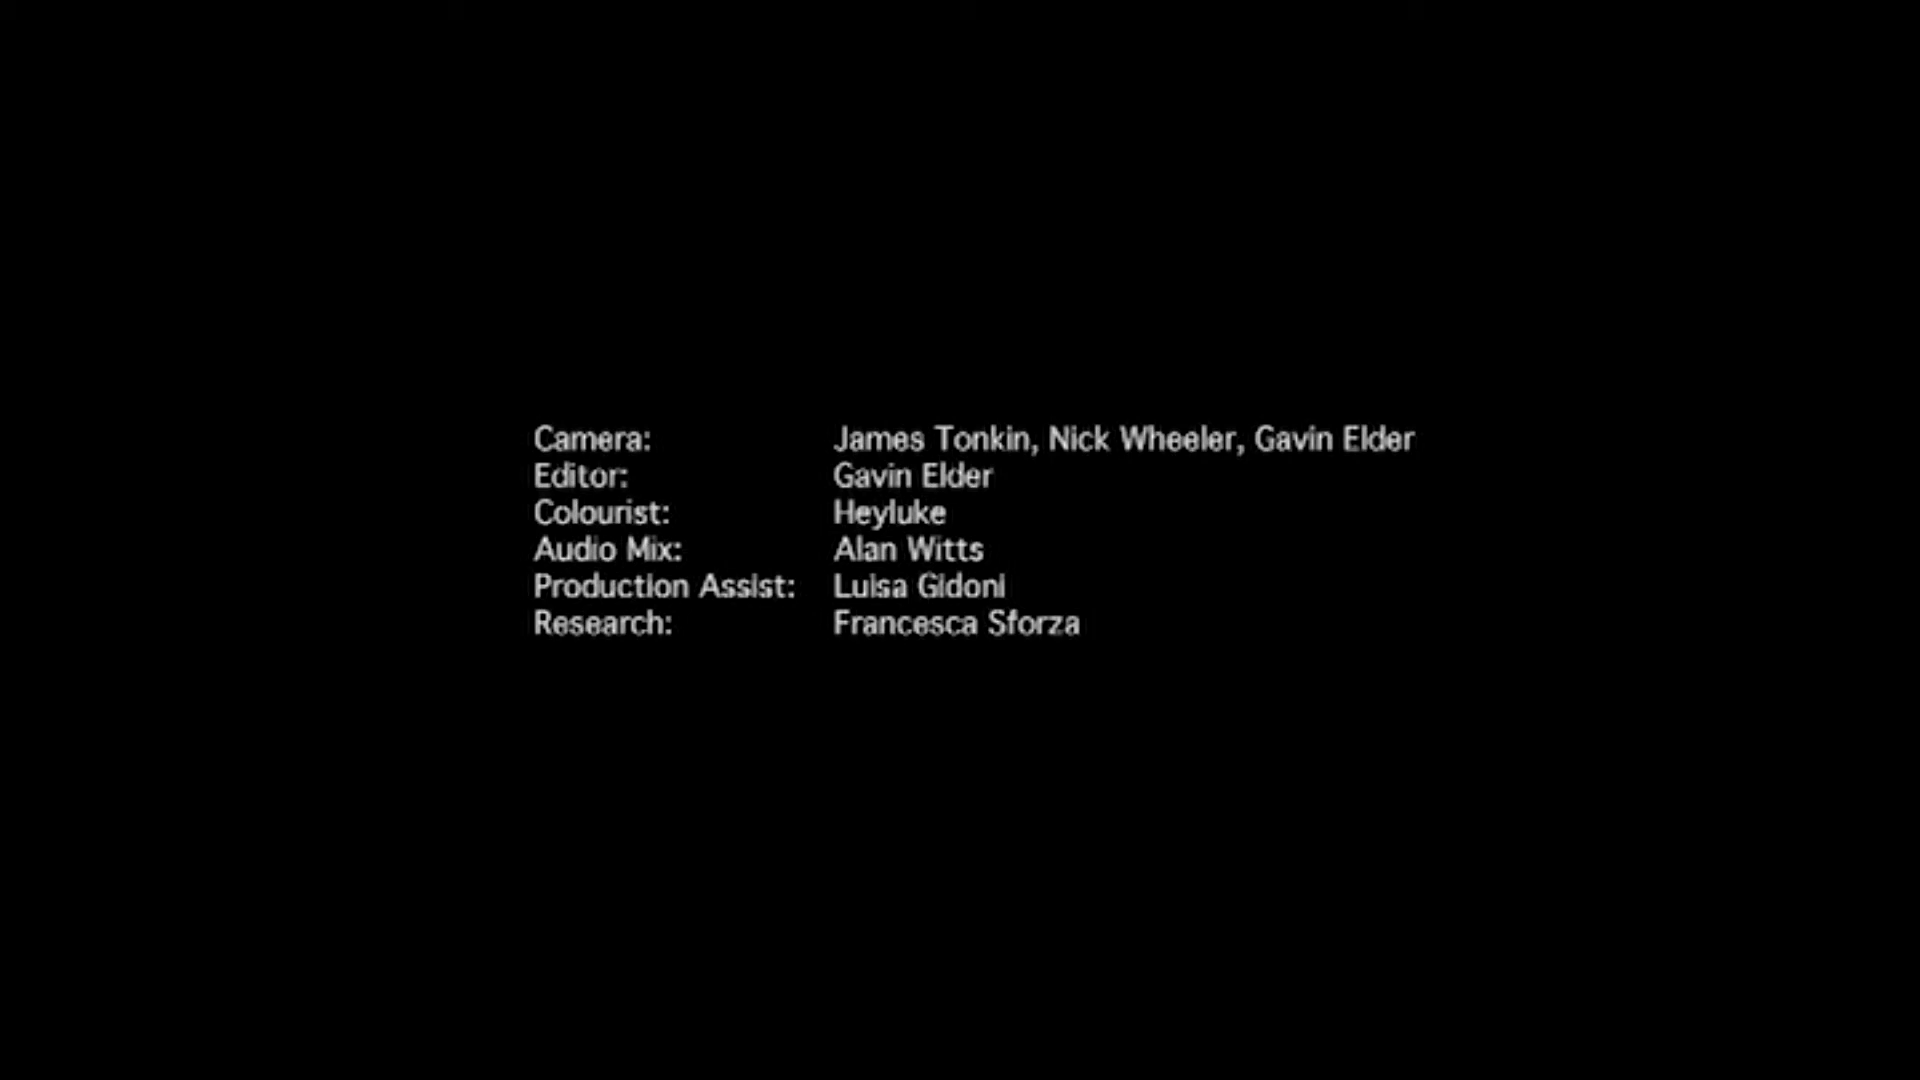 Camera: James Tonkin, Nick Wheeler, Gavin Elder
Editor: Gavin Elder
Colourist: Heyluke
Audio Mix: Alan Witts
Production Assist: Luisa Gidoni
Research: Francesca Sforza